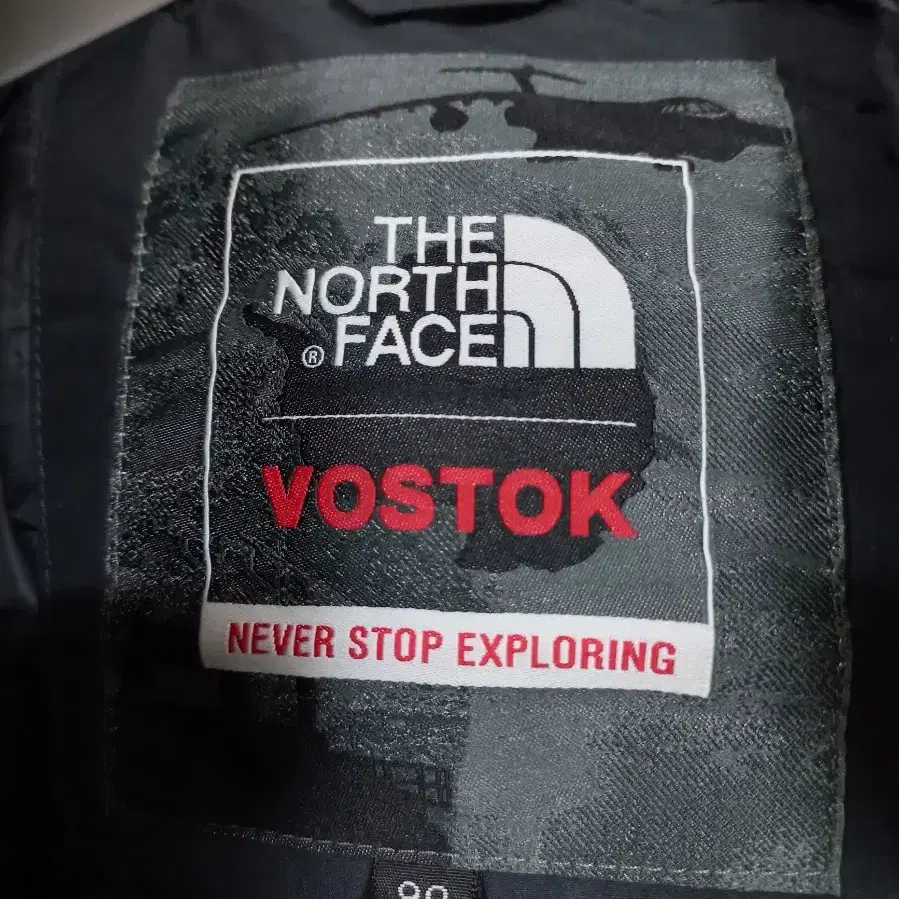 THE
NORTH
® FACE
VOSTOK
NEVER STOP EXPLORING